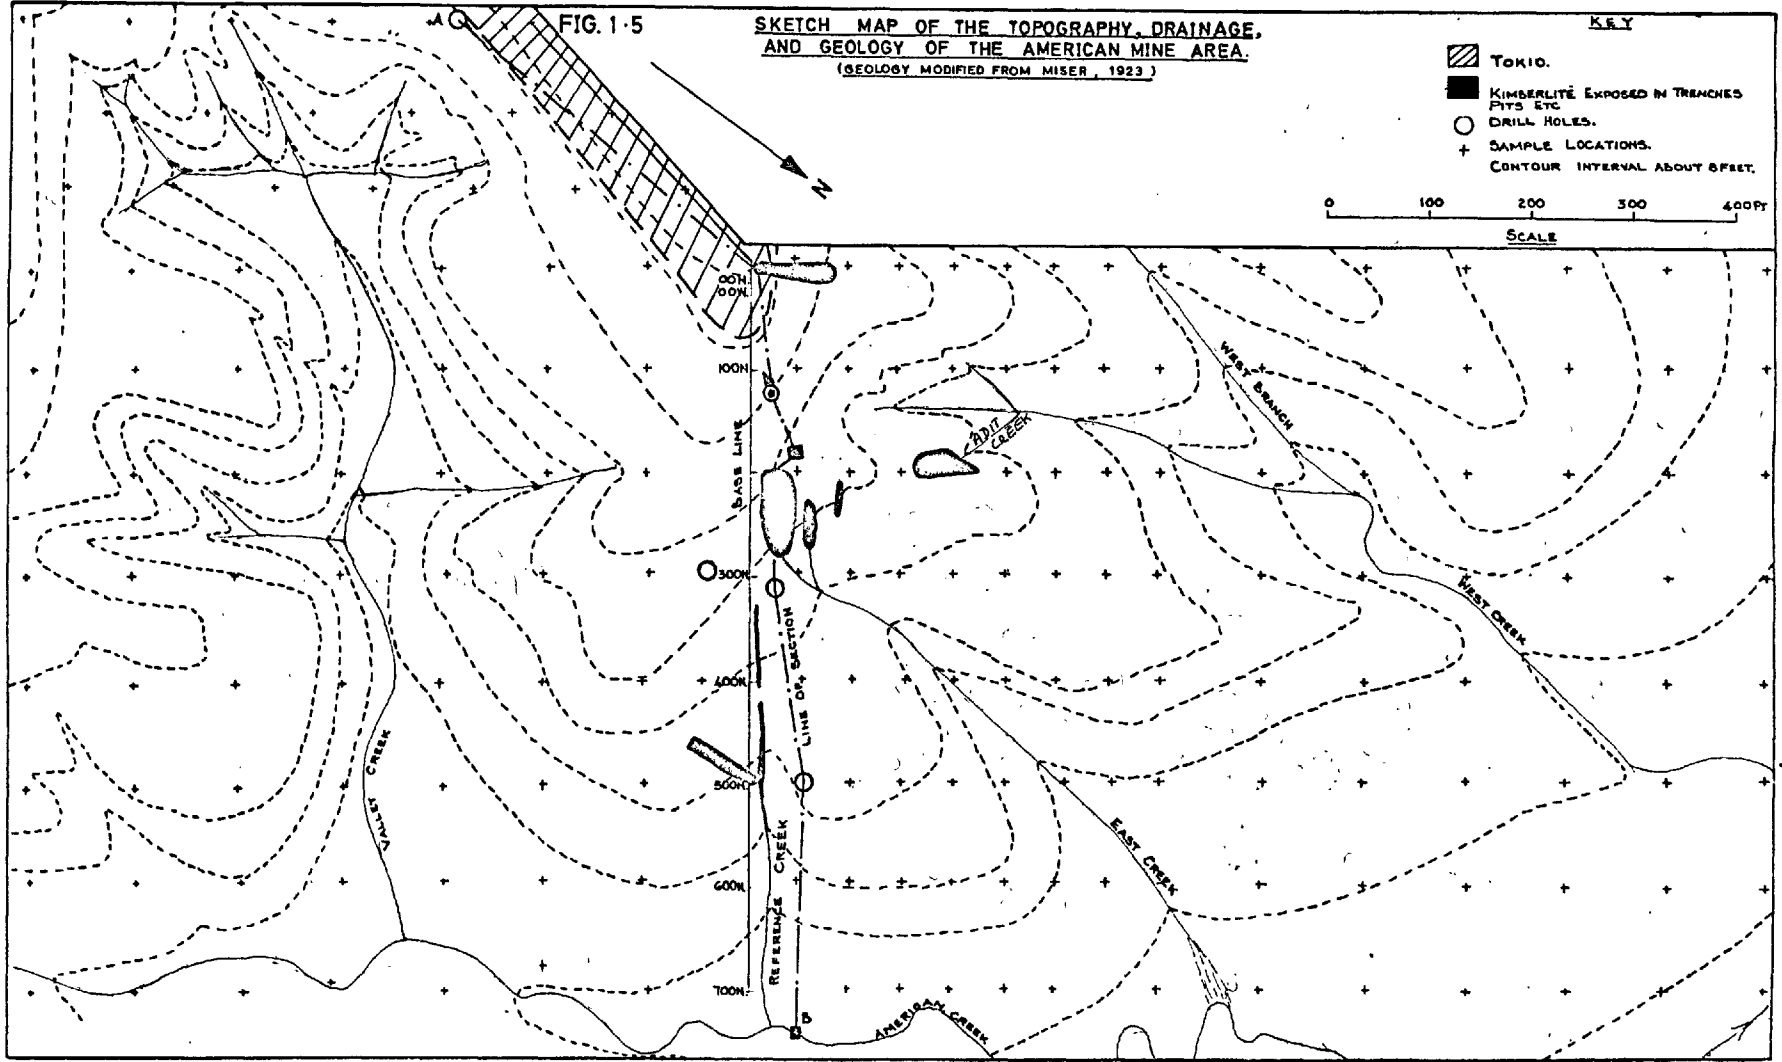 FIG. 1·5
SKETCH MAP OF THE TOPOGRAPHY, DRAINAGE,
AND GEOLOGY OF THE AMERICAN MINE AREA.
(GEOLOGY MODIFIED FROM MISER, 1923)
KEY
TOKIO.
KIMBERLITE EXPOSED IN TRENCHES
PITS ETC
DRILL HOLES.
SAMPLE LOCATIONS.
CONTOUR INTERVAL ABOUT 8 FEET.
0 100 200 300 400 FT
SCALE
A
N
00N.
00W.
100N
BASE LINE
300N
400N.
500N.
600N.
700N.
LINE OF SECTION
REFERENCE CREEK
VALLEY CREEK
ADIT
CREEK
WEST BRANCH
WEST CREEK
EAST CREEK
AMERICAN CREEK
B